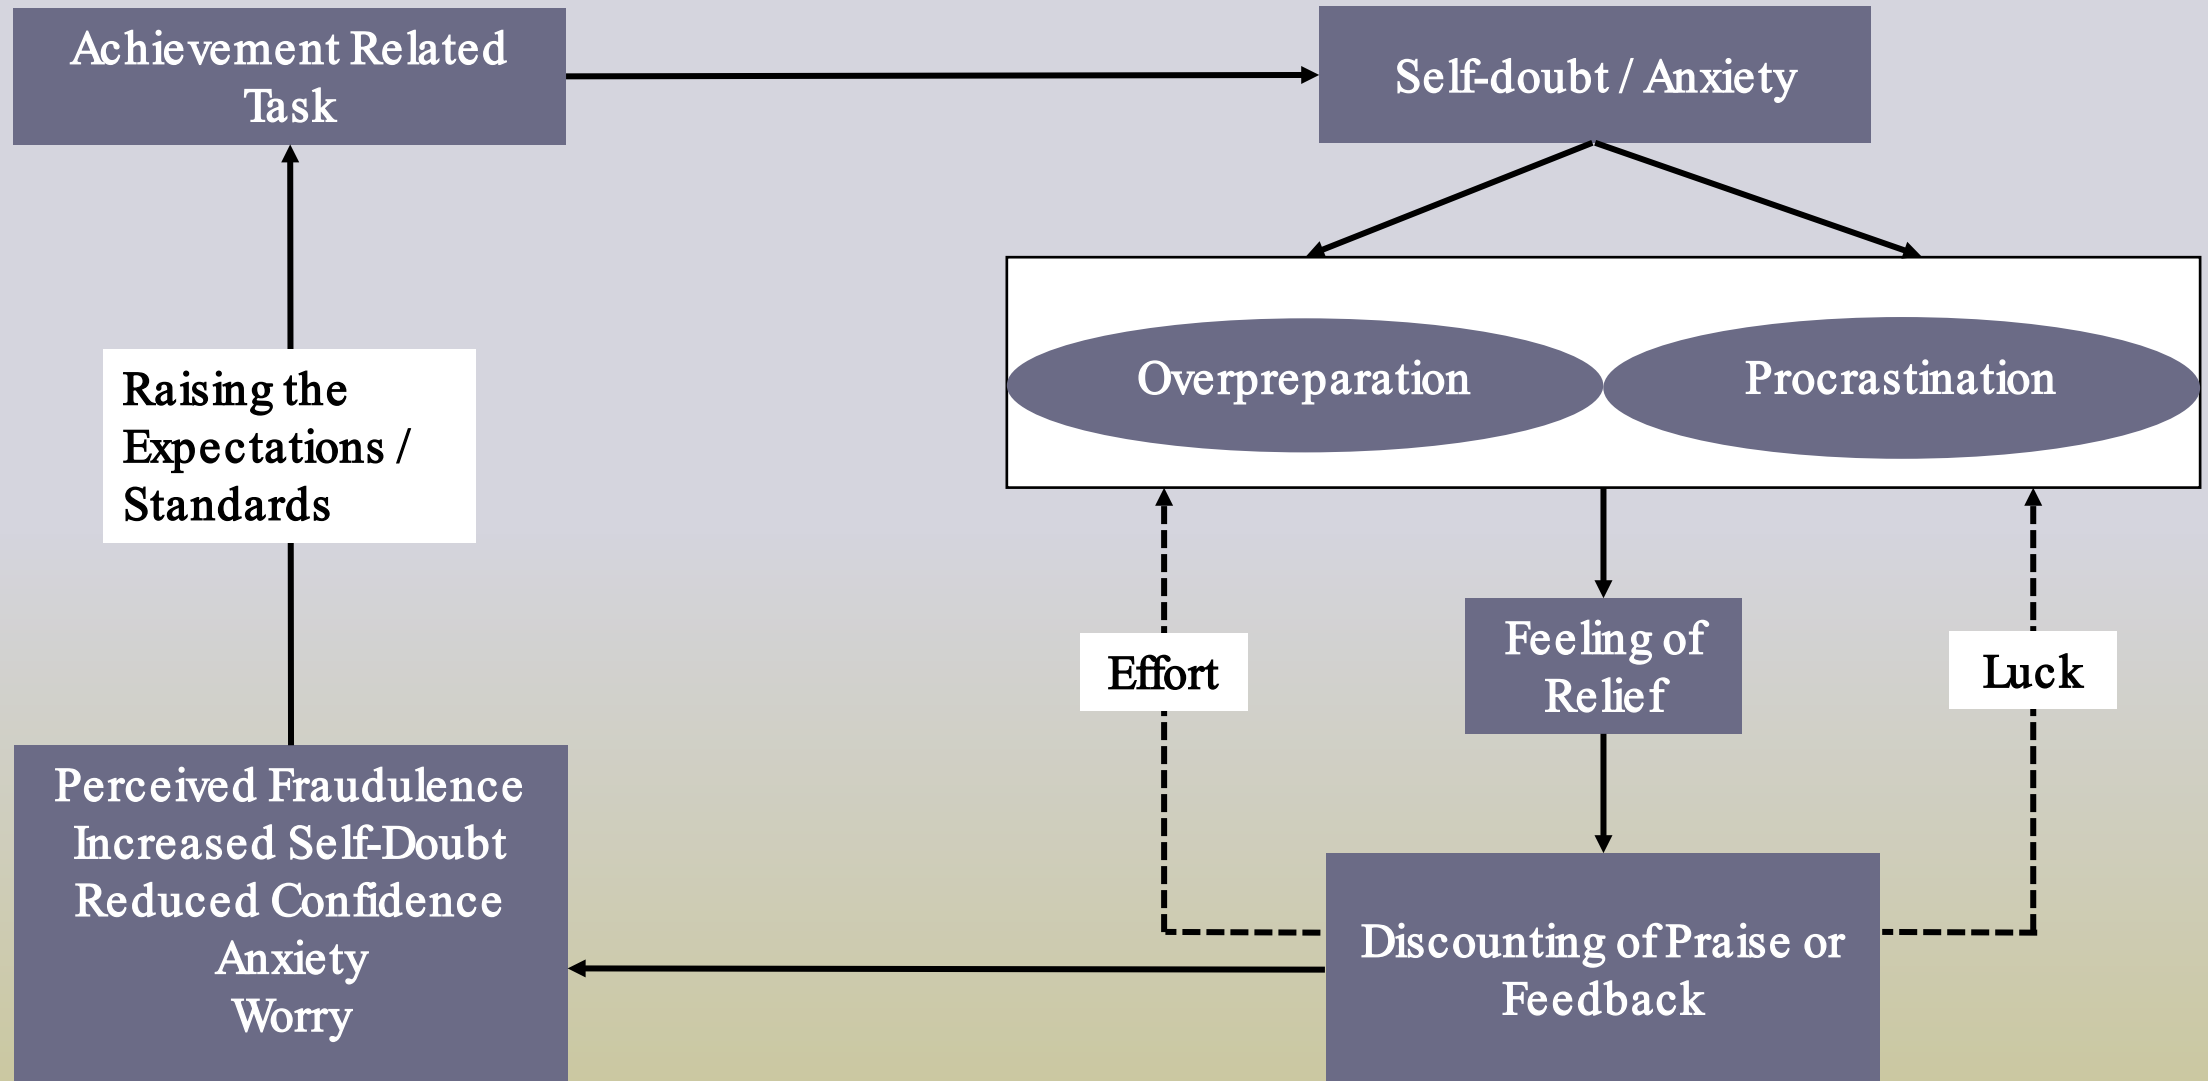 Achievement Related
Task
Self-doubt / Anxiety
Overpreparation
Procrastination
Raising the
Expectations /
Standards
Effort
Feeling of
Relief
Luck
Perceived Fraudulence
Increased Self-Doubt
Reduced Confidence
Anxiety
Worry
Discounting of Praise or
Feedback